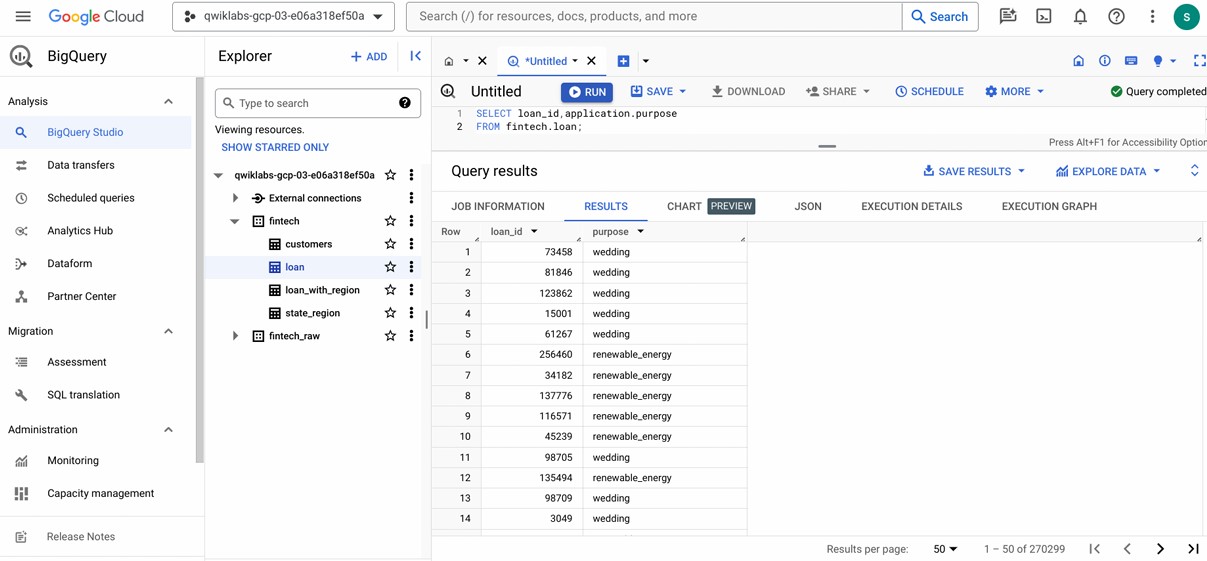 Google Cloud
qwiklabs-gcp-03-e06a318ef50a
Search (/) for resources, docs, products, and more
Search
S
BigQuery
Analysis
BigQuery Studio
Data transfers
Scheduled queries
Analytics Hub
Dataform
Partner Center
Migration
Assessment
SQL translation
Administration
Monitoring
Capacity management
Release Notes
Explorer
+ ADD
Type to search
Viewing resources.
SHOW STARRED ONLY
qwiklabs-gcp-03-e06a318ef50a
External connections
fintech
customers
loan
loan_with_region
state_region
fintech_raw
*Untitled
Untitled
RUN
SAVE
DOWNLOAD
SHARE
SCHEDULE
MORE
Query completed
1 SELECT loan_id,application.purpose
2 FROM fintech.loan;
Press Alt+F1 for Accessibility Option
Query results
SAVE RESULTS
EXPLORE DATA
JOB INFORMATION
RESULTS
CHART PREVIEW
JSON
EXECUTION DETAILS
EXECUTION GRAPH
Row loan_id purpose
1 73458 wedding
2 81846 wedding
3 123862 wedding
4 15001 wedding
5 61267 wedding
6 256460 renewable_energy
7 34182 renewable_energy
8 137776 renewable_energy
9 116571 renewable_energy
10 45239 renewable_energy
11 98705 wedding
12 135494 renewable_energy
13 98709 wedding
14 3049 wedding
Results per page: 50 1 – 50 of 270299